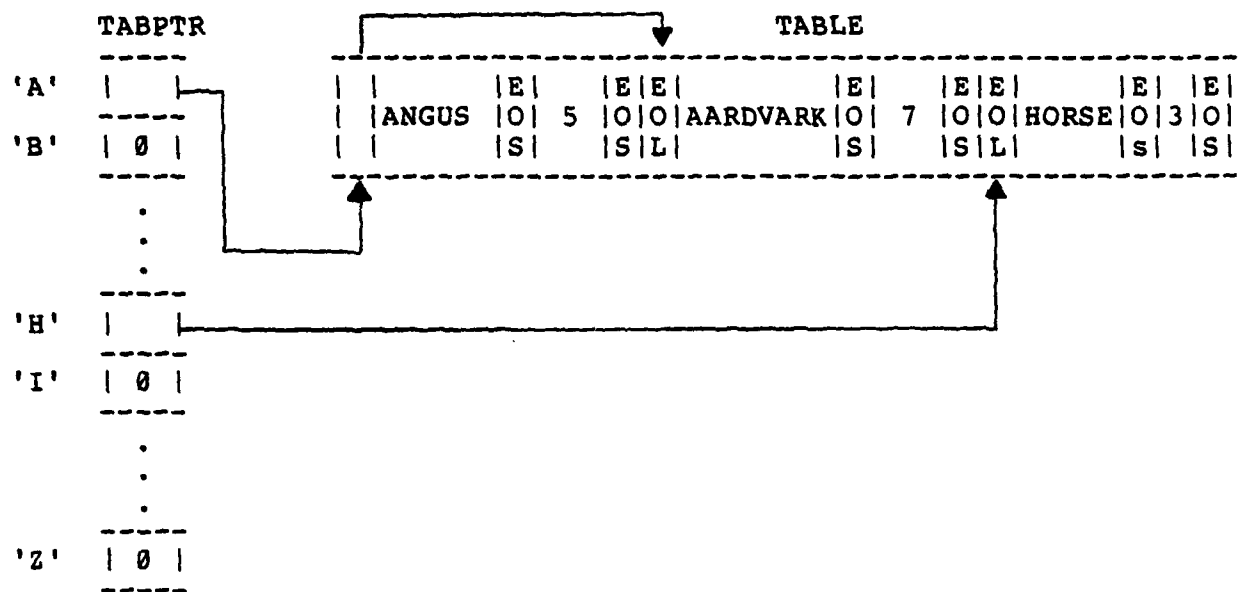 TABPTR TABLE
'A' | | | | |E| |E|E| |E| |E|E| |E| |E|
| |ANGUS |O| 5 |O|O|AARDVARK|O| 7 |O|O|HORSE|O|3|O|
'B' | 0 | | | |S| |S|L| |S| |S|L| |s| |S|
.
.
.
'H' | |
'I' | 0 |
.
.
.
'Z' | 0 |